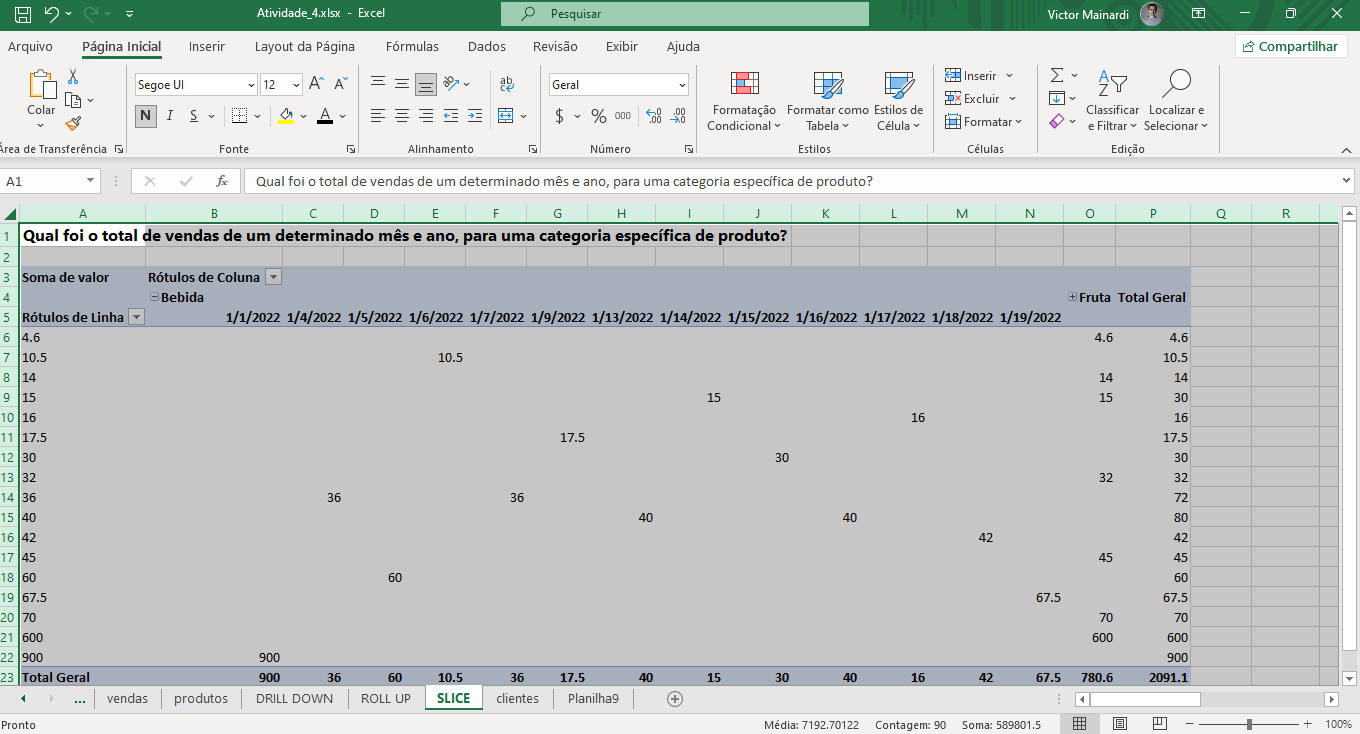 Atividade_4.xlsx - Excel
Pesquisar
Victor Mainardi
Arquivo Página Inicial Inserir Layout da Página Fórmulas Dados Revisão Exibir Ajuda
Compartilhar
Colar
Área de Transferência
Segoe UI 12
N I S A
Fonte
ab
Alinhamento
Geral
$ % 000
Número
Formatação Condicional
Formatar como Tabela
Estilos de Célula
Estilos
Inserir
Excluir
Formatar
Células
Classificar e Filtrar
Localizar e Selecionar
Edição
A1 fx Qual foi o total de vendas de um determinado mês e ano, para uma categoria específica de produto?
A B C D E F G H I J K L M N O P Q R
1 Qual foi o total de vendas de um determinado mês e ano, para uma categoria específica de produto?
2
3 Soma de valor Rótulos de Coluna
4 Bebida Fruta Total Geral
5 Rótulos de Linha 1/1/2022 1/4/2022 1/5/2022 1/6/2022 1/7/2022 1/9/2022 1/13/2022 1/14/2022 1/15/2022 1/16/2022 1/17/2022 1/18/2022 1/19/2022
6 4.6 4.6 4.6
7 10.5 10.5 10.5
8 14 14 14
9 15 15 15 30
10 16 16 16
11 17.5 17.5 17.5
12 30 30 30
13 32 32 32
14 36 36 36 72
15 40 40 40 80
16 42 42 42
17 45 45 45
18 60 60 60
19 67.5 67.5 67.5
20 70 70 70
21 600 600 600
22 900 900 900
23 Total Geral 900 36 60 10.5 36 17.5 40 15 30 40 16 42 67.5 780.6 2091.1
... vendas produtos DRILL DOWN ROLL UP SLICE clientes Planilha9
Pronto Média: 7192.70122 Contagem: 90 Soma: 589801.5 100%